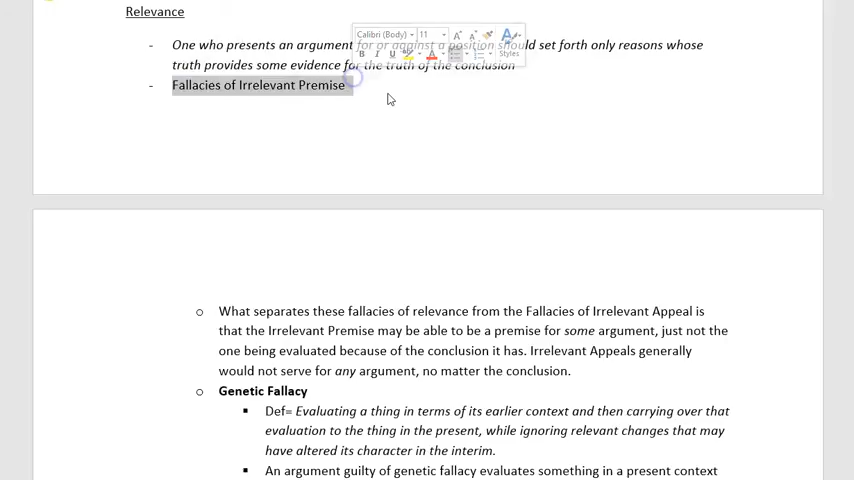 Relevance
Calibri (Body) 11
- One who presents an argument for or against a position should set forth only reasons whose
B I U Styles
truth provides some evidence for the truth of the conclusion
- Fallacies of Irrelevant Premise
o What separates these fallacies of relevance from the Fallacies of Irrelevant Appeal is
that the Irrelevant Premise may be able to be a premise for some argument, just not the
one being evaluated because of the conclusion it has. Irrelevant Appeals generally
would not serve for any argument, no matter the conclusion.
o Genetic Fallacy
▪ Def= Evaluating a thing in terms of its earlier context and then carrying over that
evaluation to the thing in the present, while ignoring relevant changes that may
have altered its character in the interim.
▪ An argument guilty of genetic fallacy evaluates something in a present context